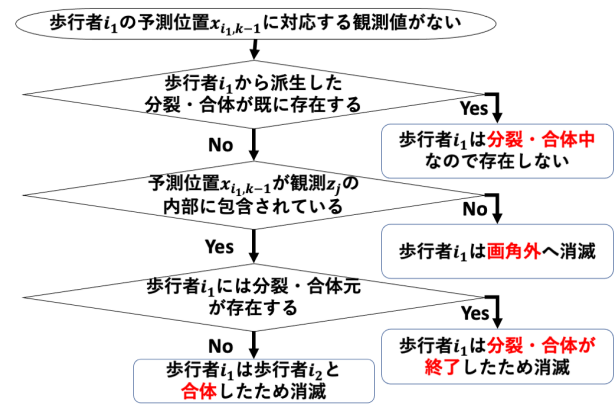 歩行者i₁の予測位置x_{i₁,k−1}に対応する観測値がない
歩行者i₁から派生した
分裂・合体が既に存在する
Yes
No
歩行者i₁は分裂・合体中
なので存在しない
予測位置x_{i₁,k−1}が観測z_jの
内部に包含されている
No
Yes
歩行者i₁は画角外へ消滅
歩行者i₁には分裂・合体元
が存在する
Yes
No
歩行者i₁は分裂・合体が
終了したため消滅
歩行者i₁は歩行者i₂と
合体したため消滅